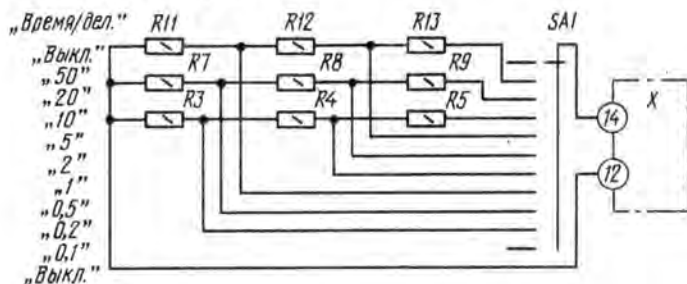 „Время/дел."
R11
R12
R13
SA1
„Выкл."
R7
R8
R9
„50"
„20"
R3
R4
R5
X
„10"
14
„5"
„2"
12
„1"
„0,5"
„0,2"
„0,1"
„Выкл."